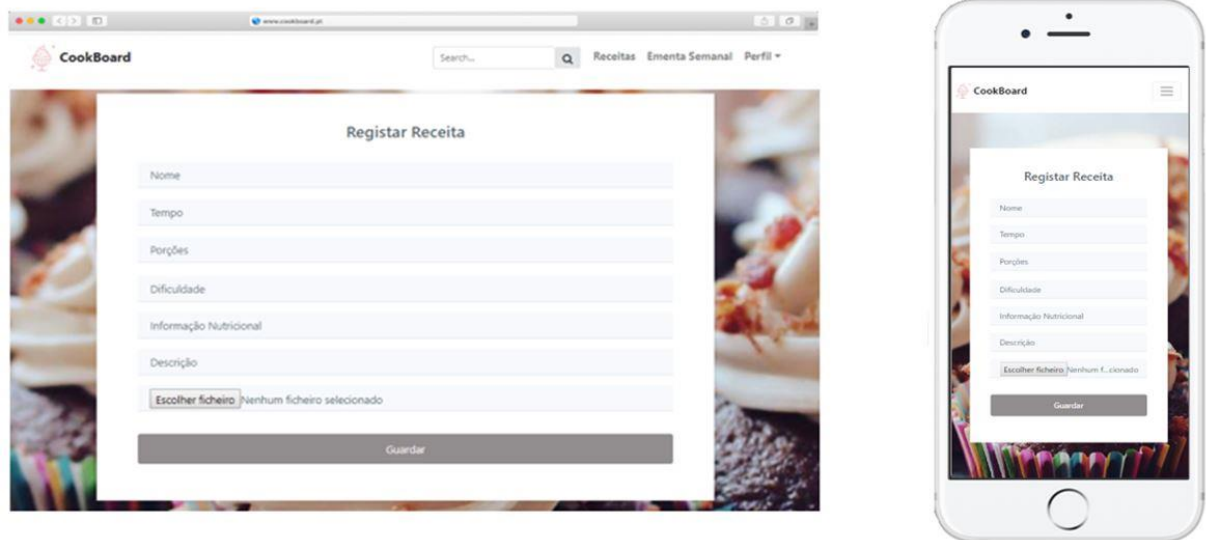 www.cookboard.pt
CookBoard
Search...
Receitas Ementa Semanal Perfil
Registar Receita
Nome
Tempo
Porções
Dificuldade
Informação Nutricional
Descrição
Escolher ficheiro Nenhum ficheiro selecionado
Guardar
CookBoard
Registar Receita
Nome
Tempo
Porções
Dificuldade
Informação Nutricional
Descrição
Escolher ficheiro Nenhum f...cionado
Guardar